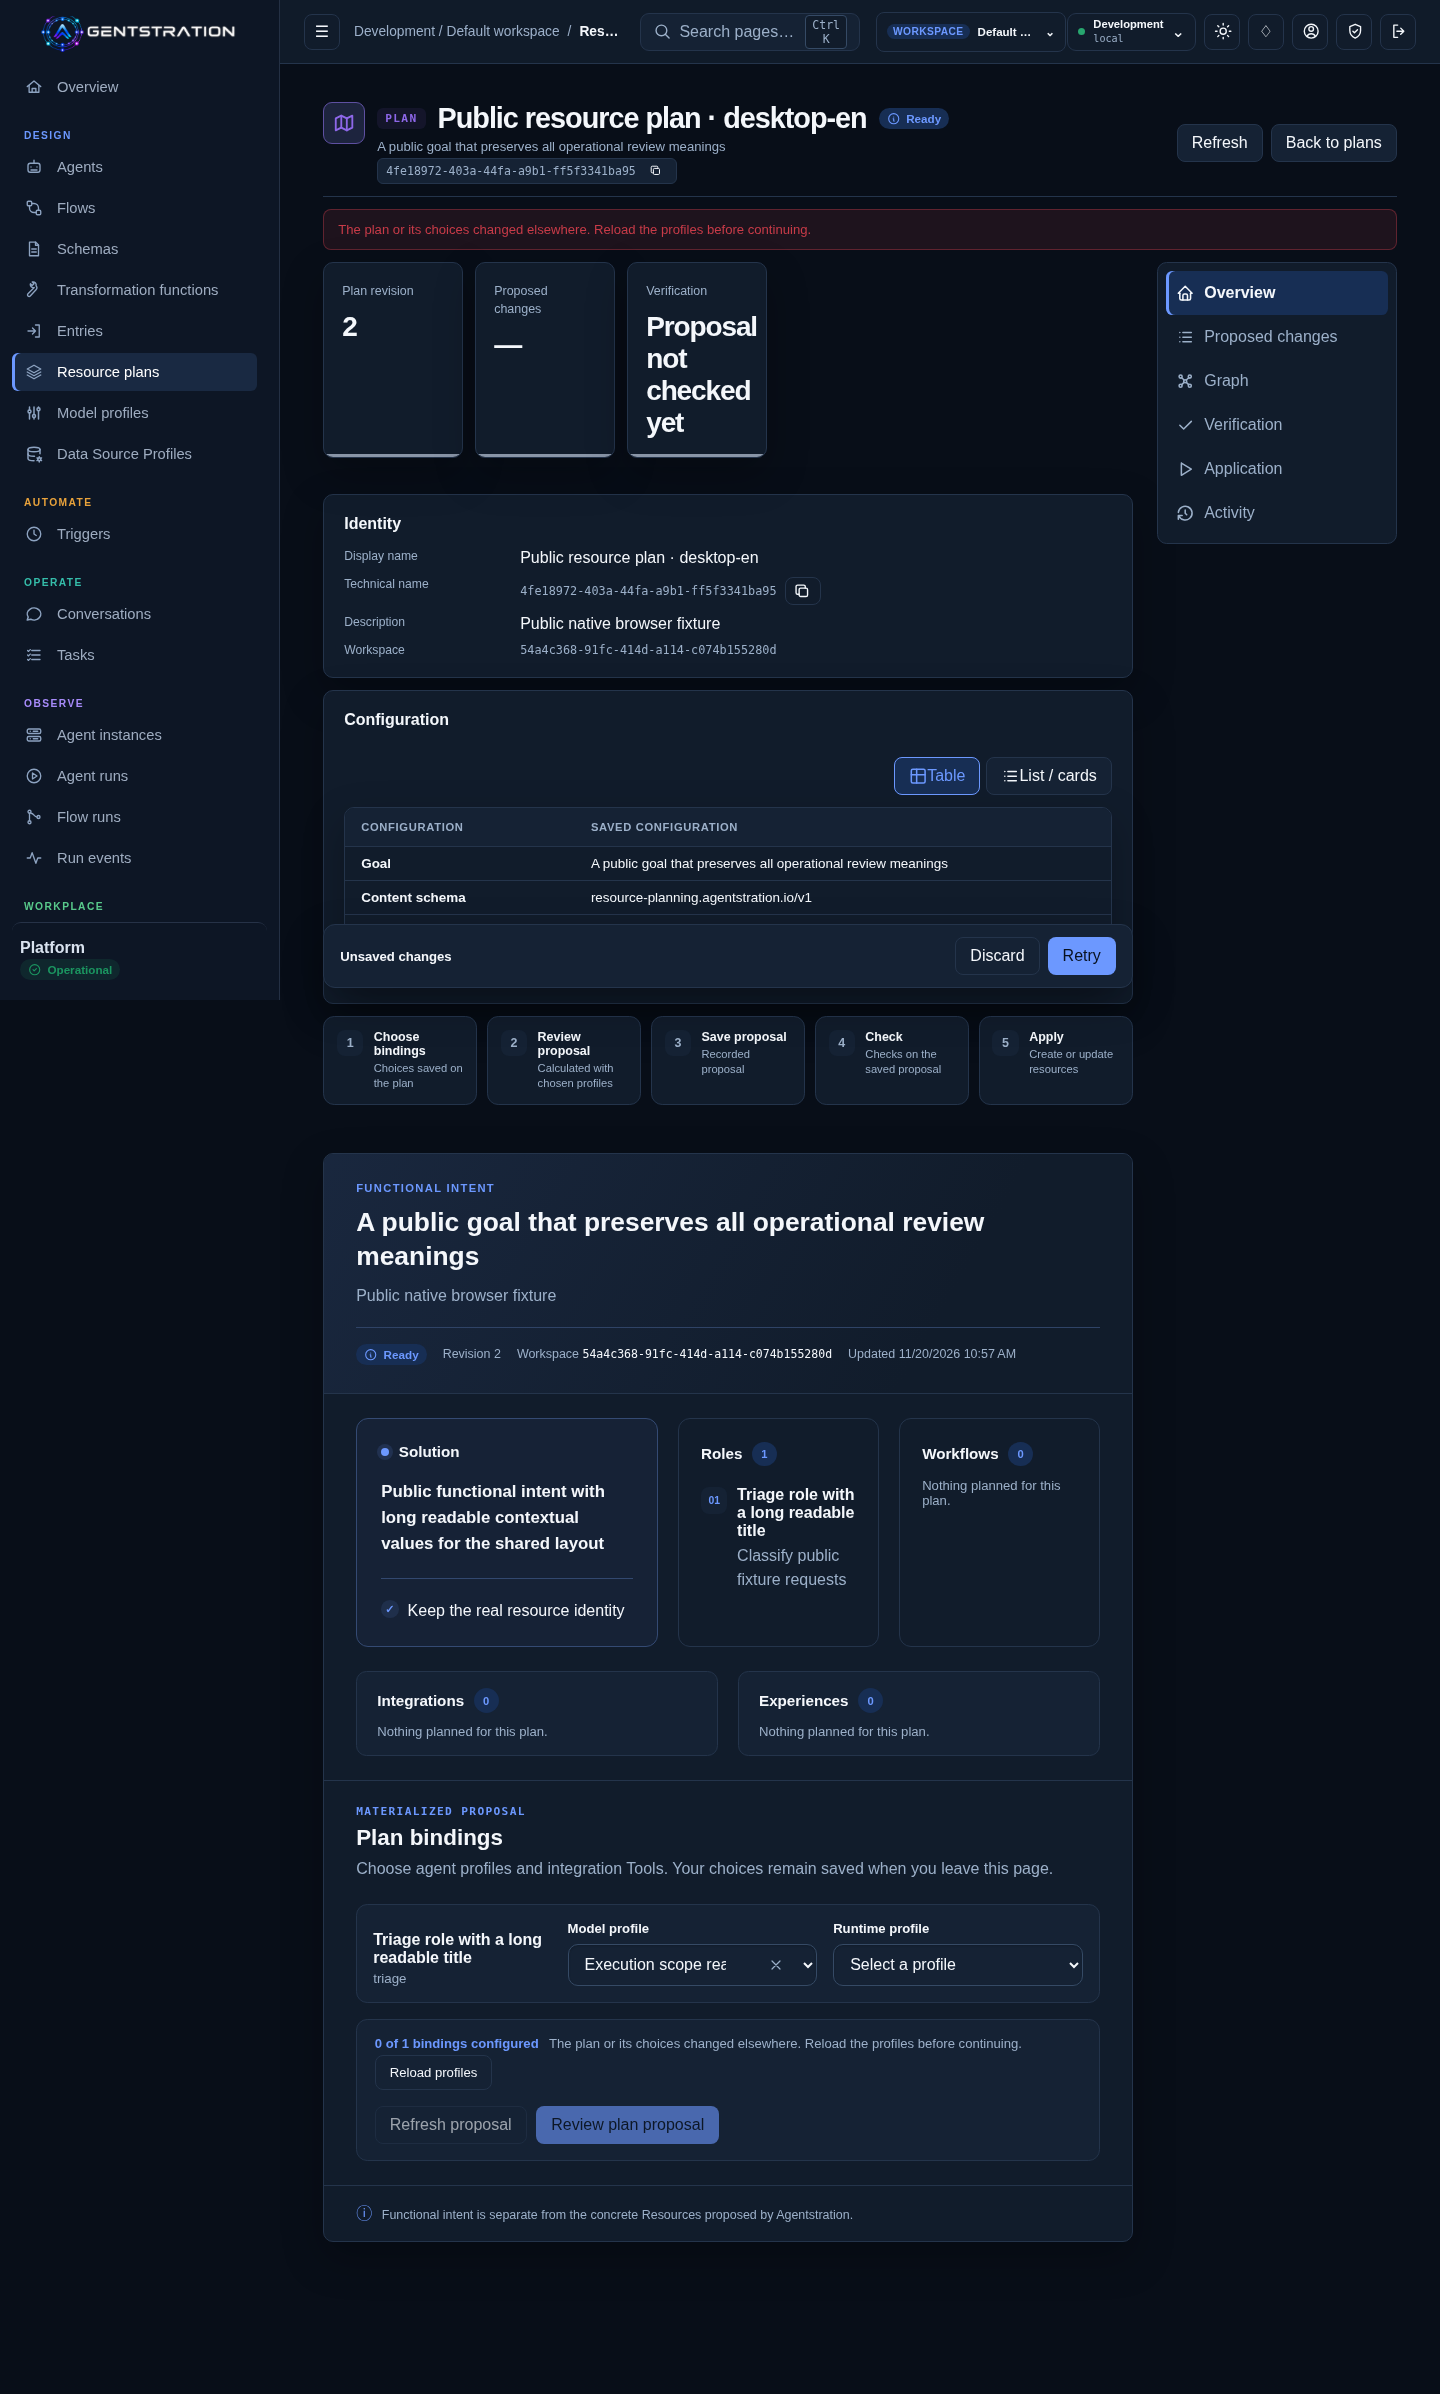 GENTSTRATION
Overview
DESIGN
Agents
Flows
Schemas
Transformation functions
Entries
Resource plans
Model profiles
Data Source Profiles
AUTOMATE
Triggers
OPERATE
Conversations
Tasks
OBSERVE
Agent instances
Agent runs
Flow runs
Run events
WORKPLACE
Platform
Operational
Development / Default workspace / Res...
Search pages...
Ctrl
K
WORKSPACE Default ...
Development
local
PLAN Public resource plan · desktop-en Ready
A public goal that preserves all operational review meanings
4fe18972-403a-44fa-a9b1-ff5f3341ba95
Refresh
Back to plans
The plan or its choices changed elsewhere. Reload the profiles before continuing.
Plan revision
2
Proposed
changes
—
Verification
Proposal
not
checked
yet
Overview
Proposed changes
Graph
Verification
Application
Activity
Identity
Display name Public resource plan · desktop-en
Technical name 4fe18972-403a-44fa-a9b1-ff5f3341ba95
Description Public native browser fixture
Workspace 54a4c368-91fc-414d-a114-c074b155280d
Configuration
Table List / cards
CONFIGURATION SAVED CONFIGURATION
Goal A public goal that preserves all operational review meanings
Content schema resource-planning.agentstration.io/v1
Unsaved changes Discard Retry
1 Choose
bindings
Choices saved on
the plan
2 Review
proposal
Calculated with
chosen profiles
3 Save proposal
Recorded
proposal
4 Check
Checks on the
saved proposal
5 Apply
Create or update
resources
FUNCTIONAL INTENT
A public goal that preserves all operational review
meanings
Public native browser fixture
Ready Revision 2 Workspace 54a4c368-91fc-414d-a114-c074b155280d Updated 11/20/2026 10:57 AM
Solution
Public functional intent with
long readable contextual
values for the shared layout
Keep the real resource identity
Roles 1
01 Triage role with
a long readable
title
Classify public
fixture requests
Workflows 0
Nothing planned for this
plan.
Integrations 0
Nothing planned for this plan.
Experiences 0
Nothing planned for this plan.
MATERIALIZED PROPOSAL
Plan bindings
Choose agent profiles and integration Tools. Your choices remain saved when you leave this page.
Triage role with a long
readable title
triage
Model profile
Execution scope rea
Runtime profile
Select a profile
0 of 1 bindings configured The plan or its choices changed elsewhere. Reload the profiles before continuing.
Reload profiles
Refresh proposal Review plan proposal
Functional intent is separate from the concrete Resources proposed by Agentstration.